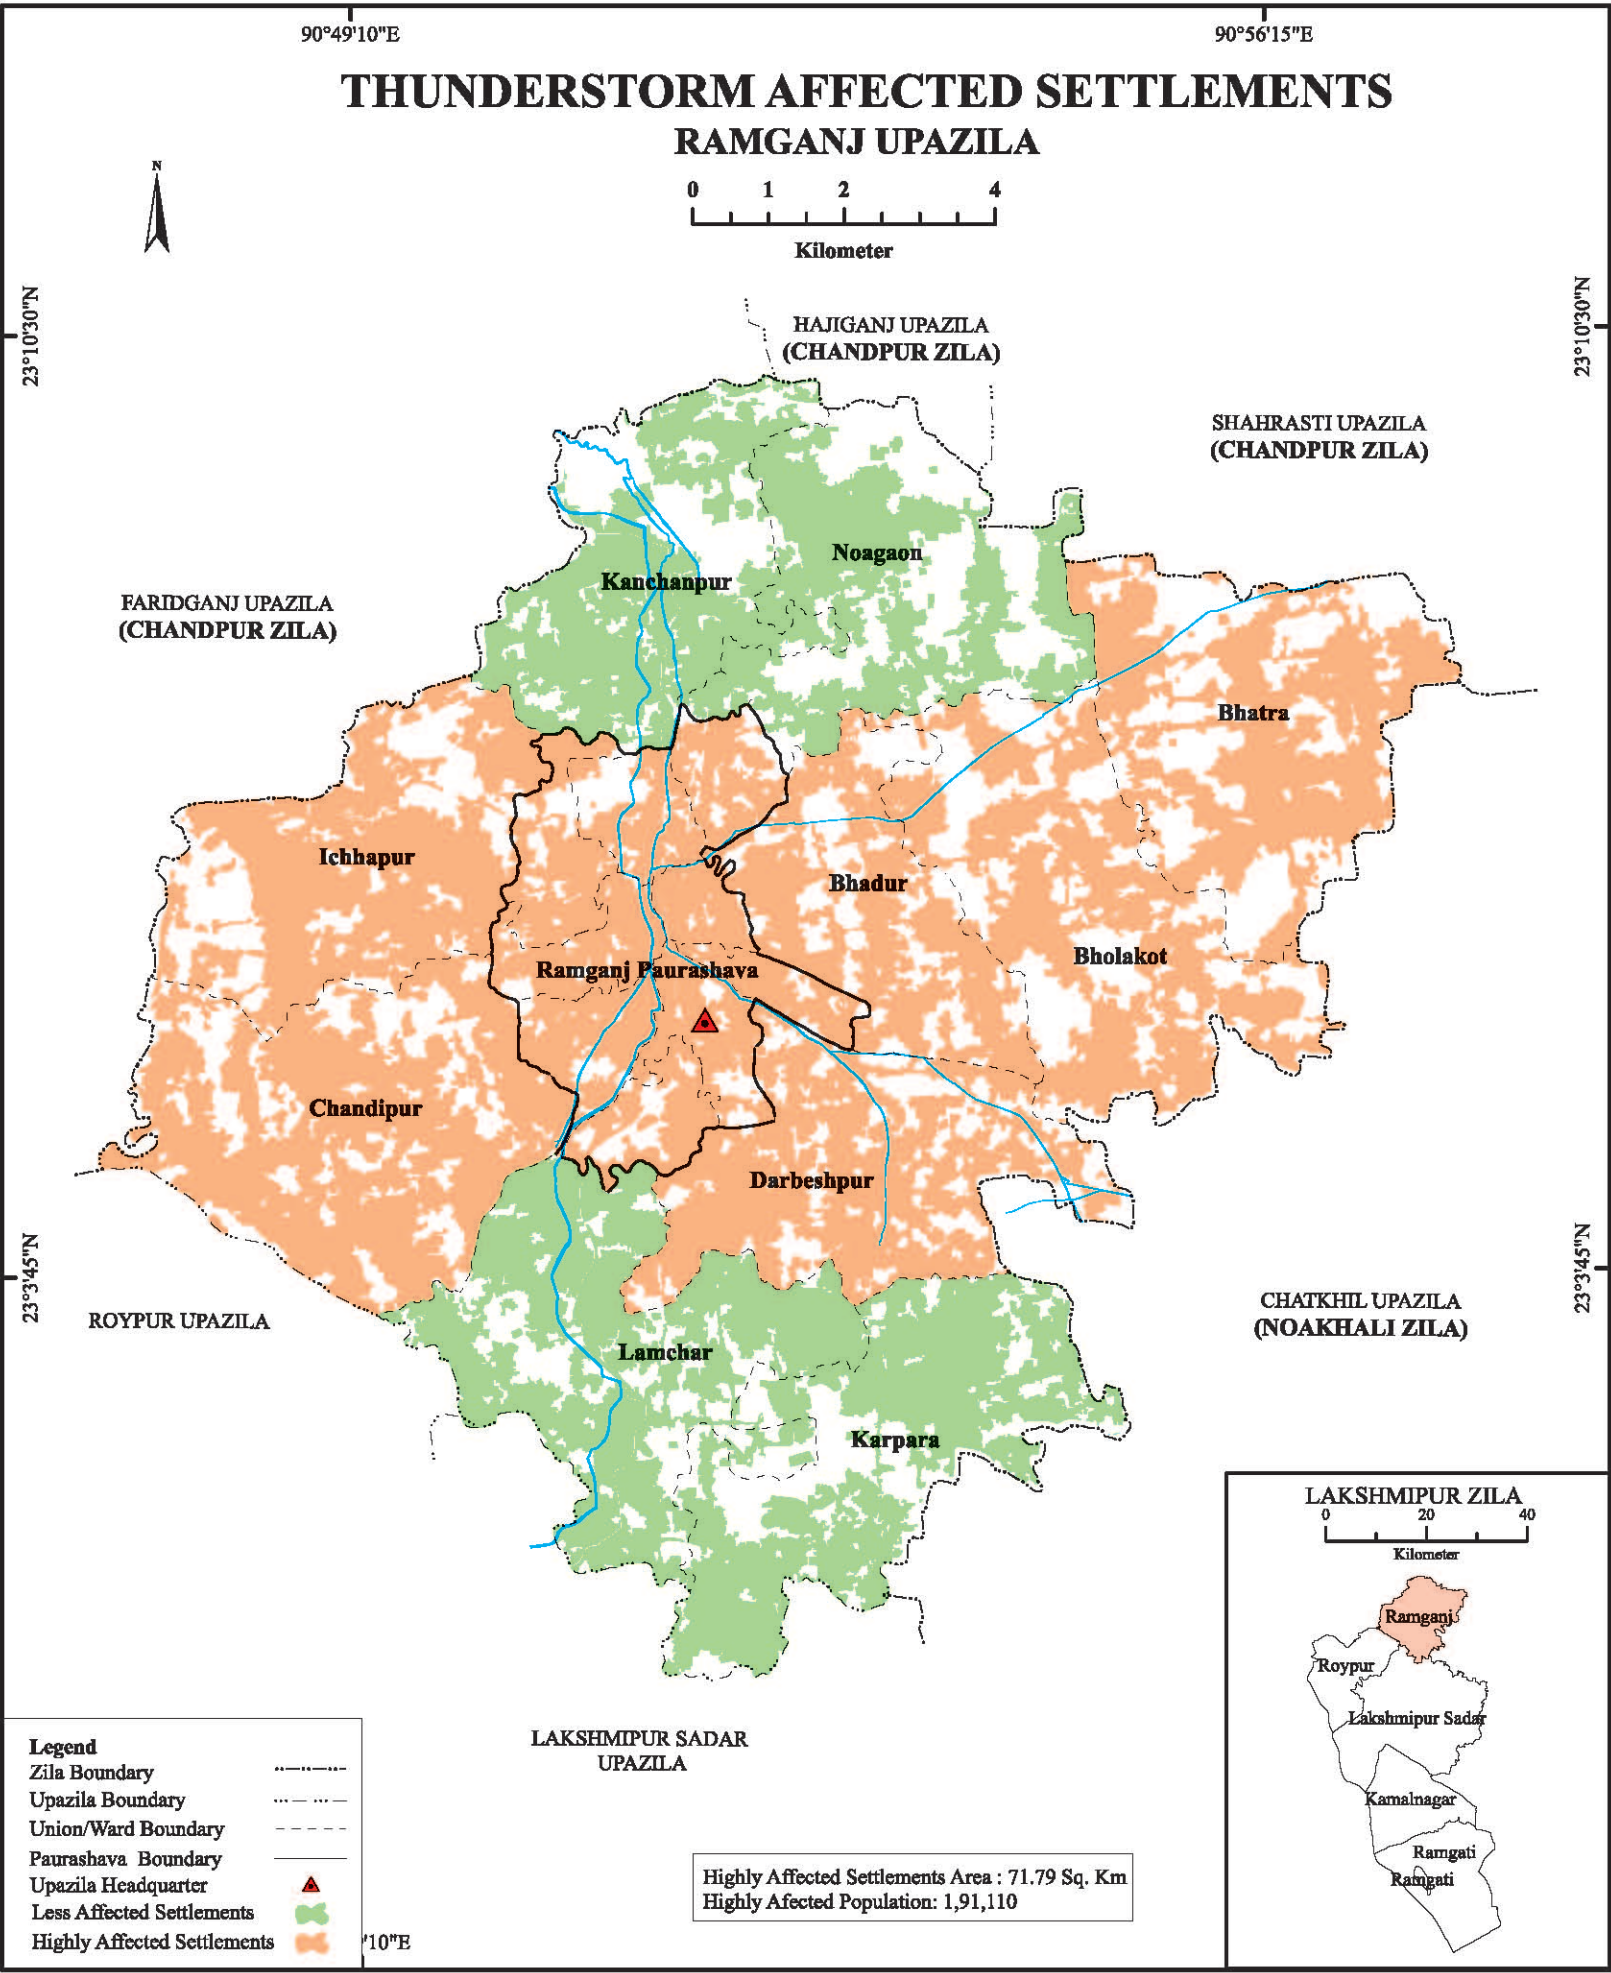 90°49'10"E
90°56'15"E
THUNDERSTORM AFFECTED SETTLEMENTS
RAMGANJ UPAZILA
N
0 1 2 4
Kilometer
23°10'30"N
23°10'30"N
HAJIGANJ UPAZILA
(CHANDPUR ZILA)
SHAHRASTI UPAZILA
(CHANDPUR ZILA)
Noagaon
Kanchanpur
FARIDGANJ UPAZILA
(CHANDPUR ZILA)
Bhatra
Ichhapur
Bhadur
Bholakot
Ramganj Paurashava
Chandipur
Darbeshpur
23°3'45"N
23°3'45"N
ROYPUR UPAZILA
CHATKHIL UPAZILA
(NOAKHALI ZILA)
Lamchar
Karpara
LAKSHMIPUR ZILA
0 20 40
Kilometer
Ramganj
Roypur
Lakshmipur Sadar
Kamalnagar
Ramgati
Ramgati
LAKSHMIPUR SADAR
UPAZILA
Legend
Zila Boundary
Upazila Boundary
Union/Ward Boundary
Paurashava Boundary
Upazila Headquarter
Less Affected Settlements
Highly Affected Settlements
'10"E
Highly Affected Settlements Area : 71.79 Sq. Km
Highly Afected Population: 1,91,110